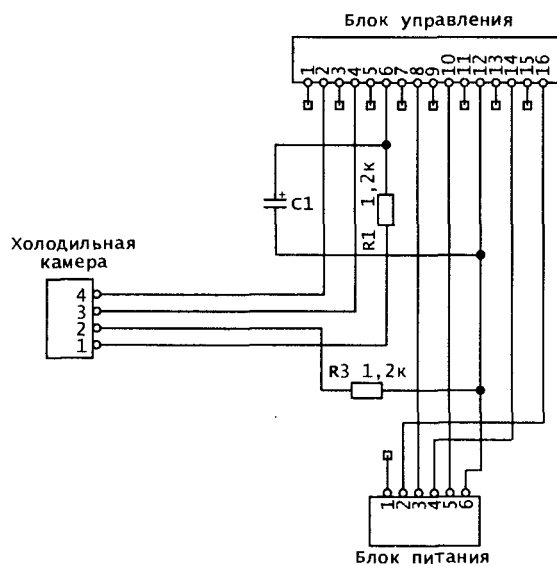 Блок управления
1 2 3 4 5 6 7 8 9 10 11 12 13 14 15 16
C1
R1 1,2к
Холодильная
камера
4
3
2
1
R3 1,2к
1 2 3 4 5 6
Блок питания